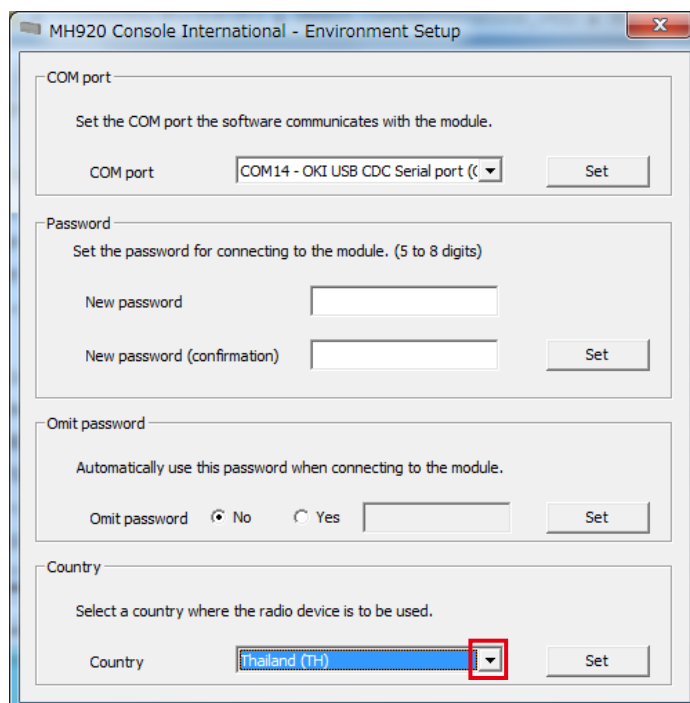 MH920 Console International - Environment Setup
COM port
Set the COM port the software communicates with the module.
COM port COM14 - OKI USB CDC Serial port (C Set
Password
Set the password for connecting to the module. (5 to 8 digits)
New password
New password (confirmation) Set
Omit password
Automatically use this password when connecting to the module.
Omit password No Yes Set
Country
Select a country where the radio device is to be used.
Country Thailand (TH) Set